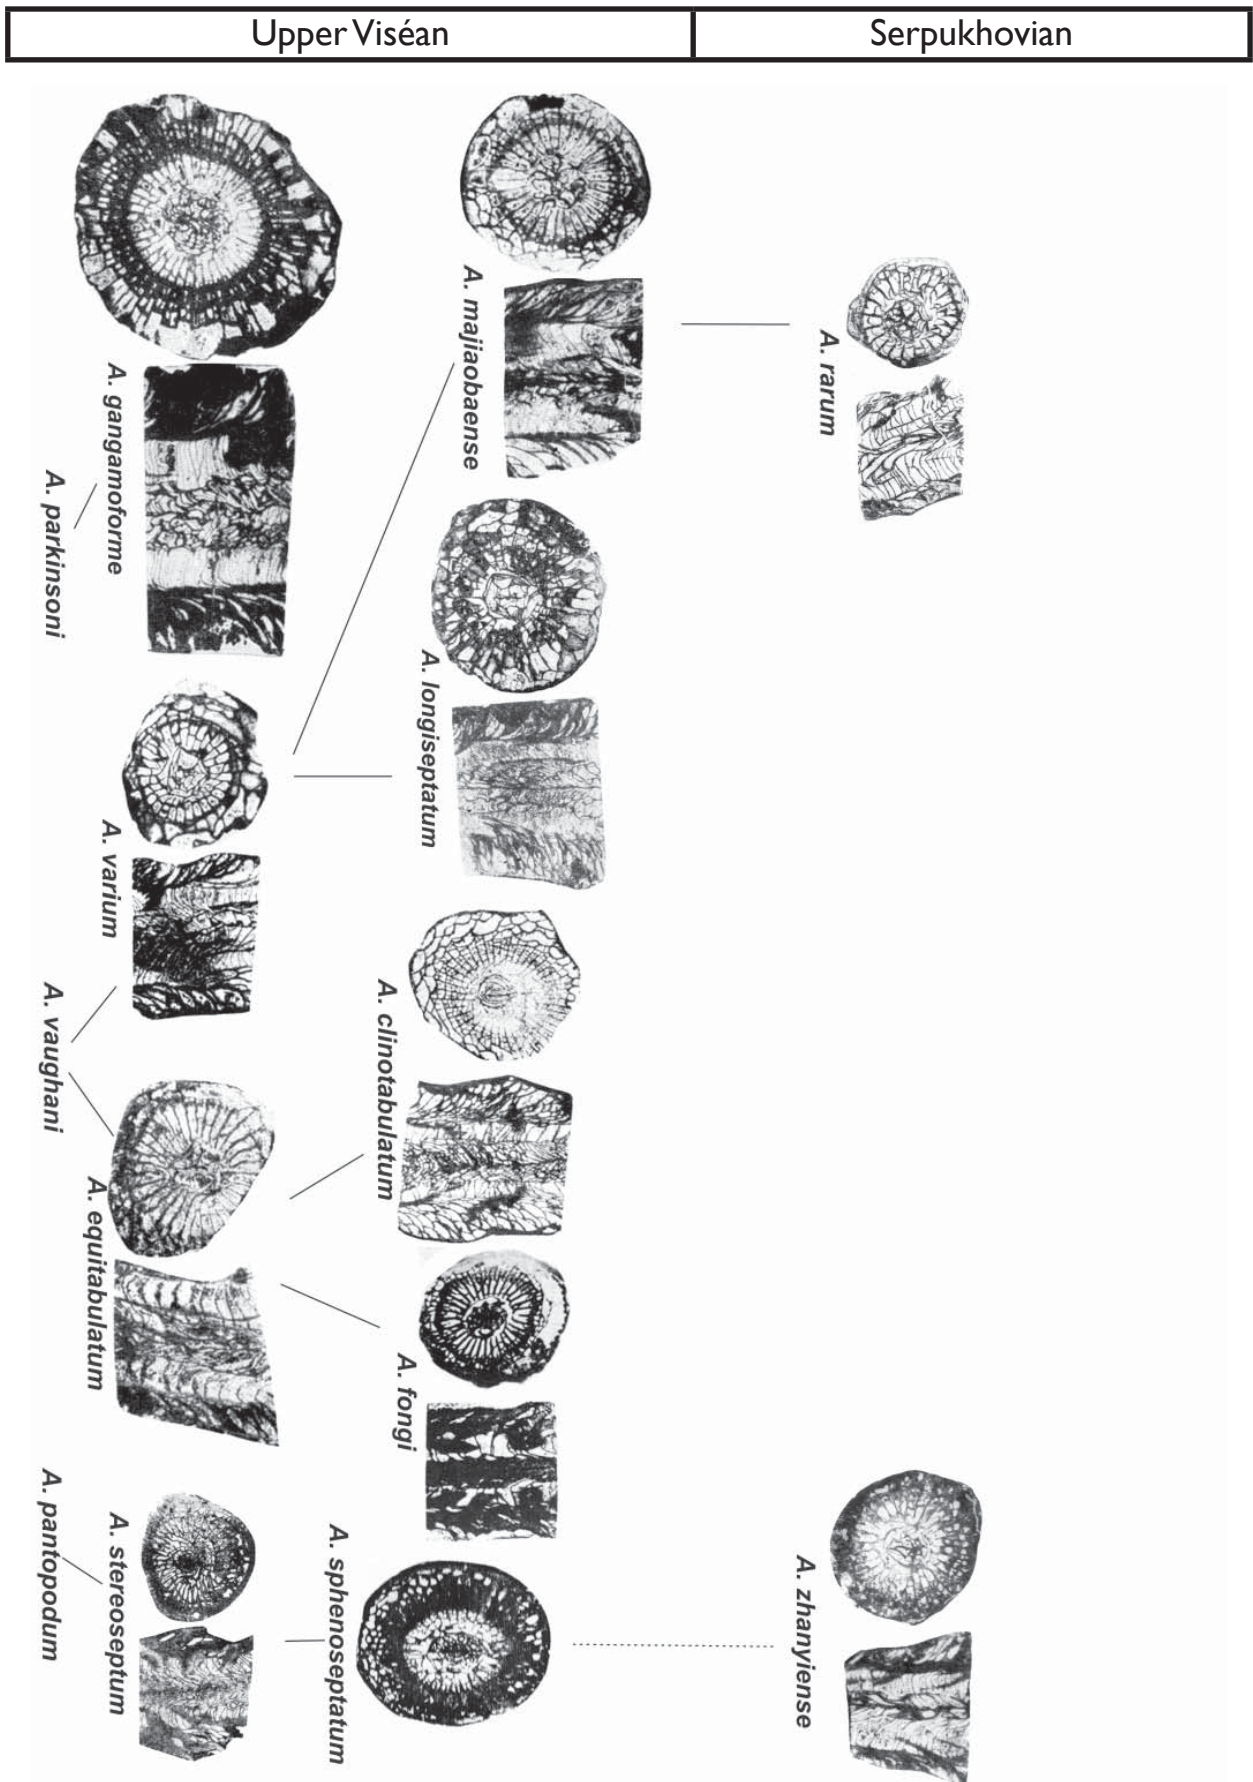 Upper Viséan
Serpukhovian
A. majiaobaense
A. rarum
A. gangamoforme
A. parkinsoni
A. longiseptatum
A. varium
A. vaughani
A. clinotabulatum
A. equitabulatum
A. fongi
A. pantopodum
A. stereoseptum
A. sphenoseptatum
A. zhanyiense